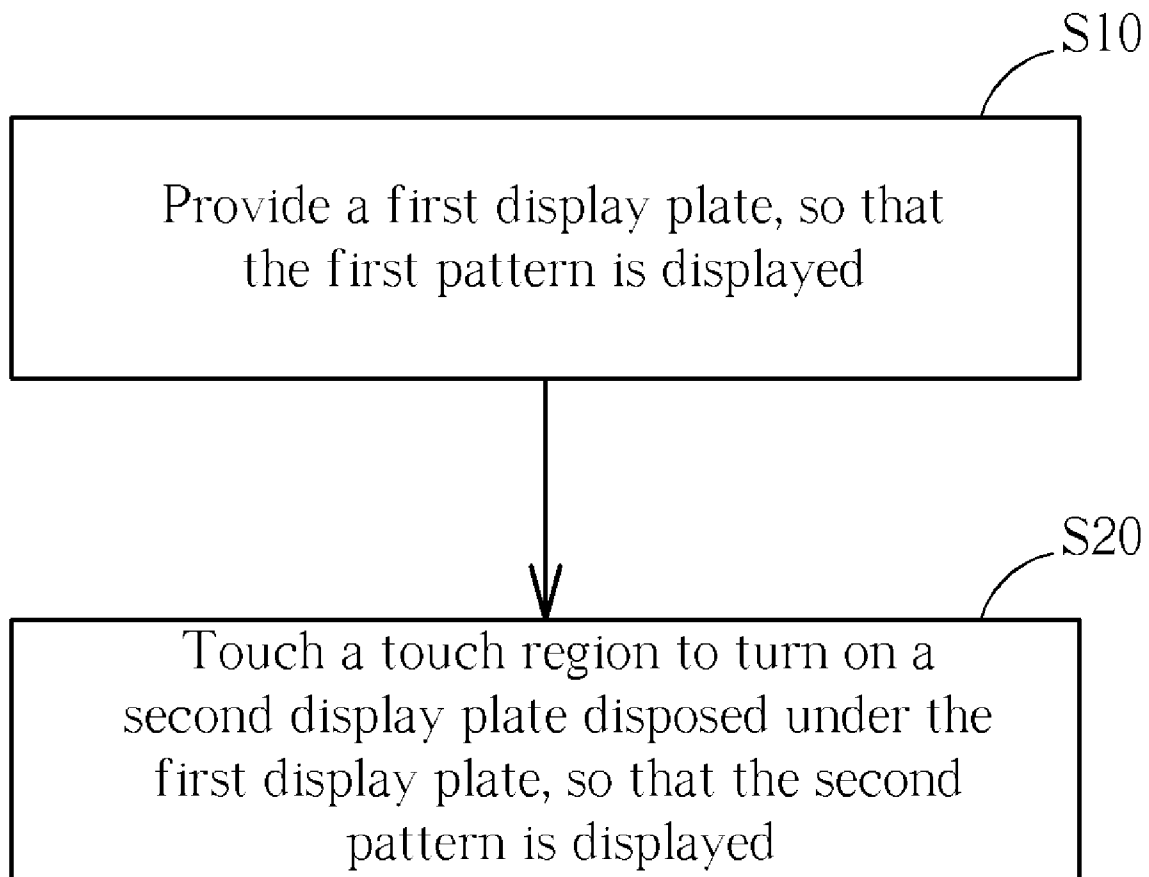 S10
Provide a first display plate, so that
the first pattern is displayed
S20
Touch a touch region to turn on a
second display plate disposed under the
first display plate, so that the second
pattern is displayed